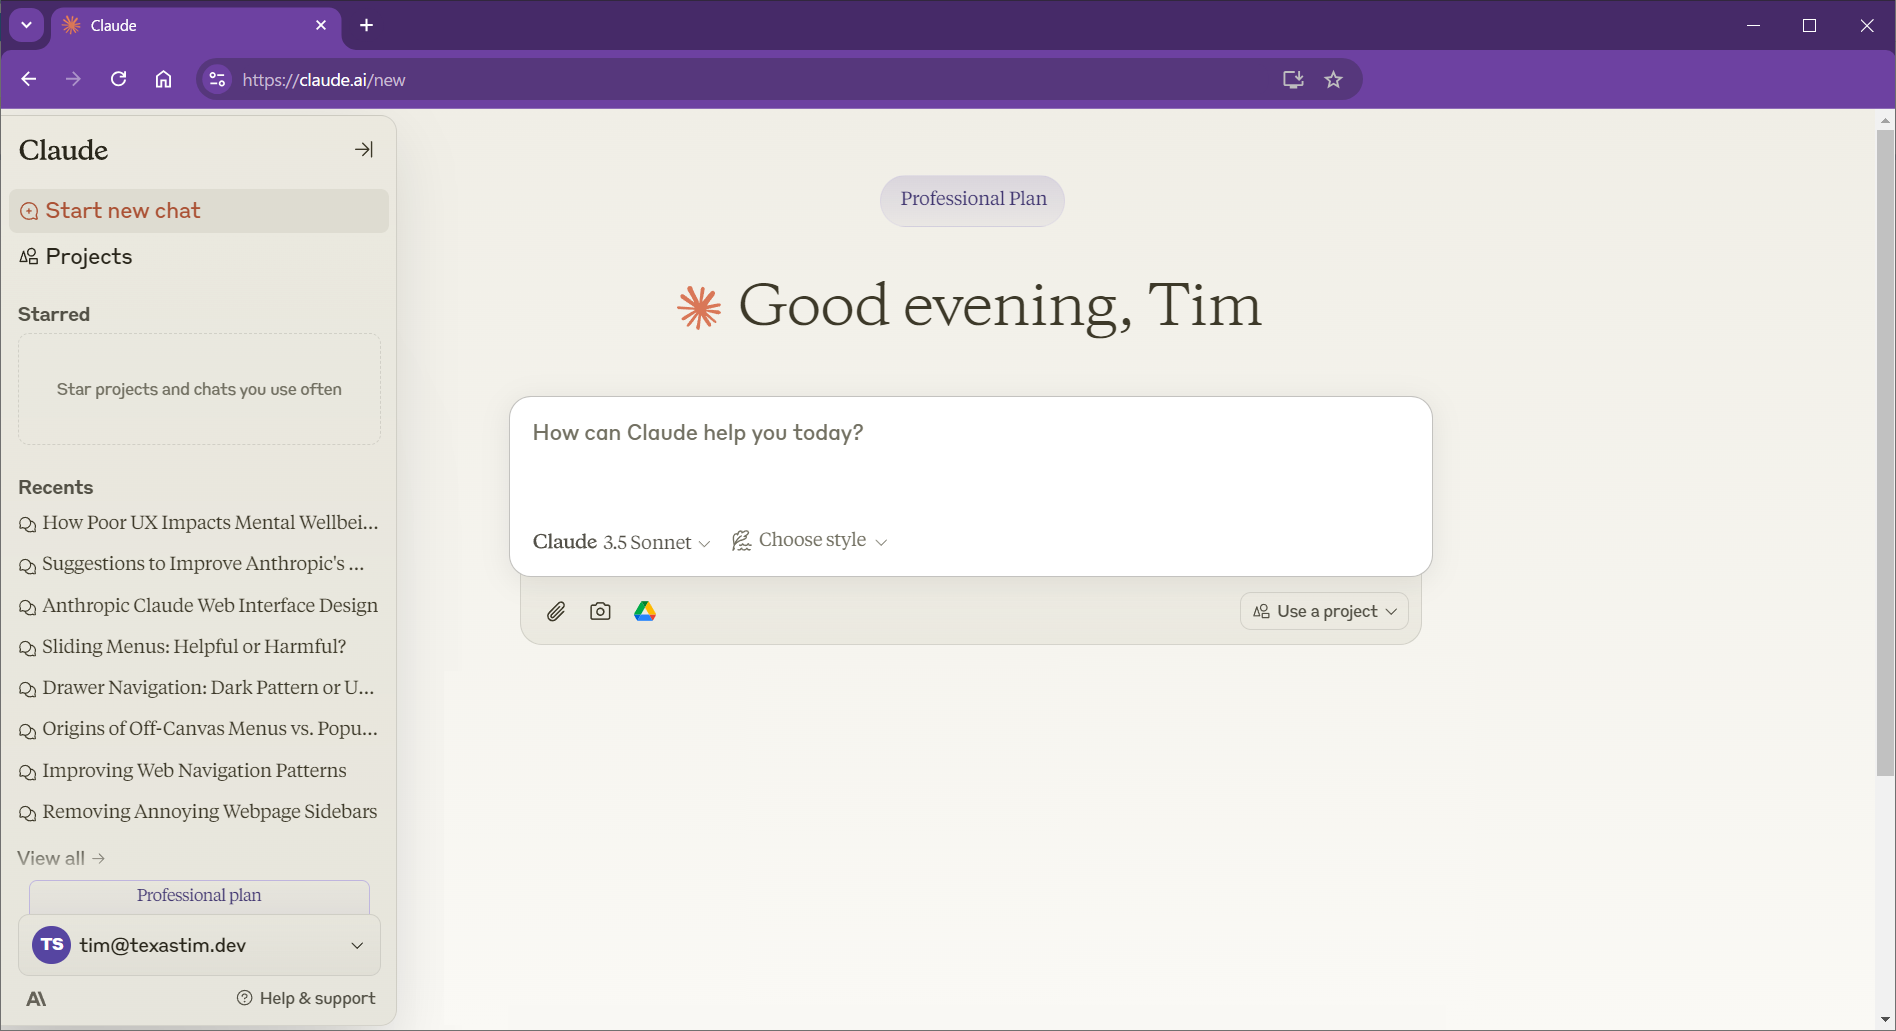 Claude
https://claude.ai/new
Claude
Start new chat
Projects
Starred
Star projects and chats you use often
Recents
How Poor UX Impacts Mental Wellbei...
Suggestions to Improve Anthropic's ...
Anthropic Claude Web Interface Design
Sliding Menus: Helpful or Harmful?
Drawer Navigation: Dark Pattern or U...
Origins of Off-Canvas Menus vs. Popu...
Improving Web Navigation Patterns
Removing Annoying Webpage Sidebars
View all →
Professional plan
TS tim@texastim.dev
A\ Help & support
Professional Plan
Good evening, Tim
How can Claude help you today?
Claude 3.5 Sonnet Choose style
Use a project